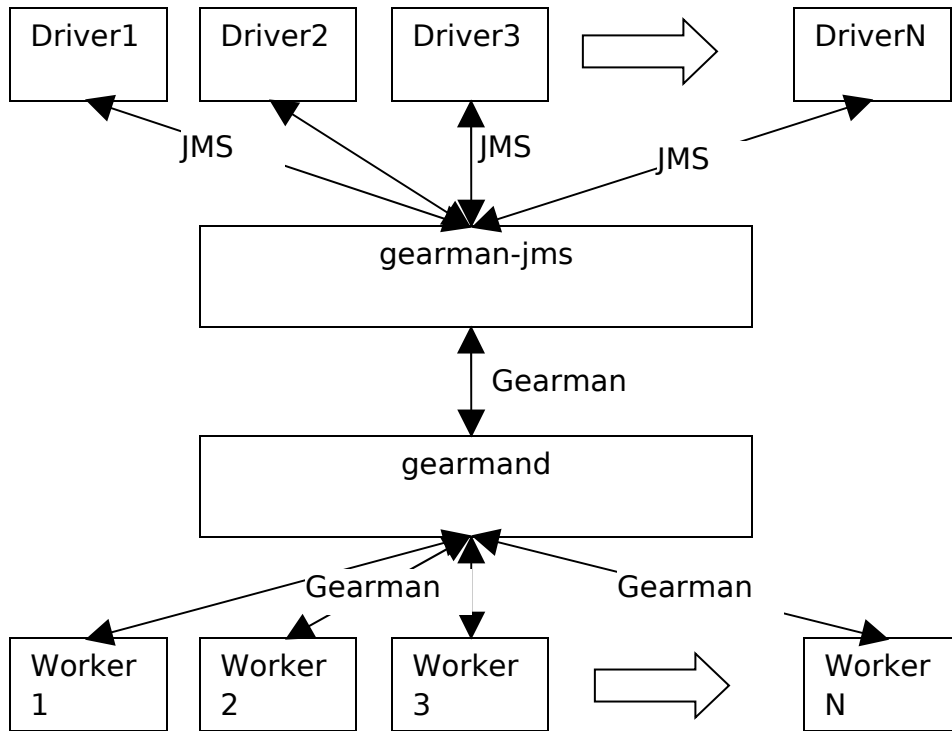 Driver1
Driver2
Driver3
DriverN
JMS
JMS
JMS
gearman-jms
Gearman
gearmand
Gearman
Gearman
Worker
1
Worker
2
Worker
3
Worker
N